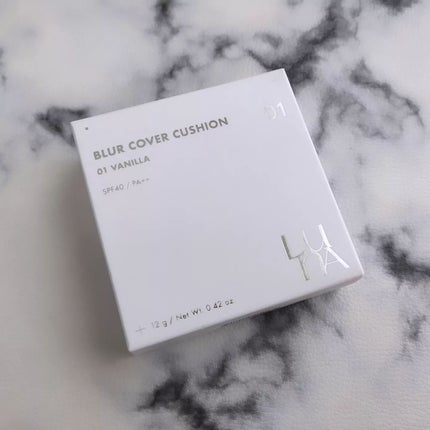 BLUR COVER CUSHION
01
01 VANILLA
SPF40 / PA++
12 g / Net Wt. 0.42 oz